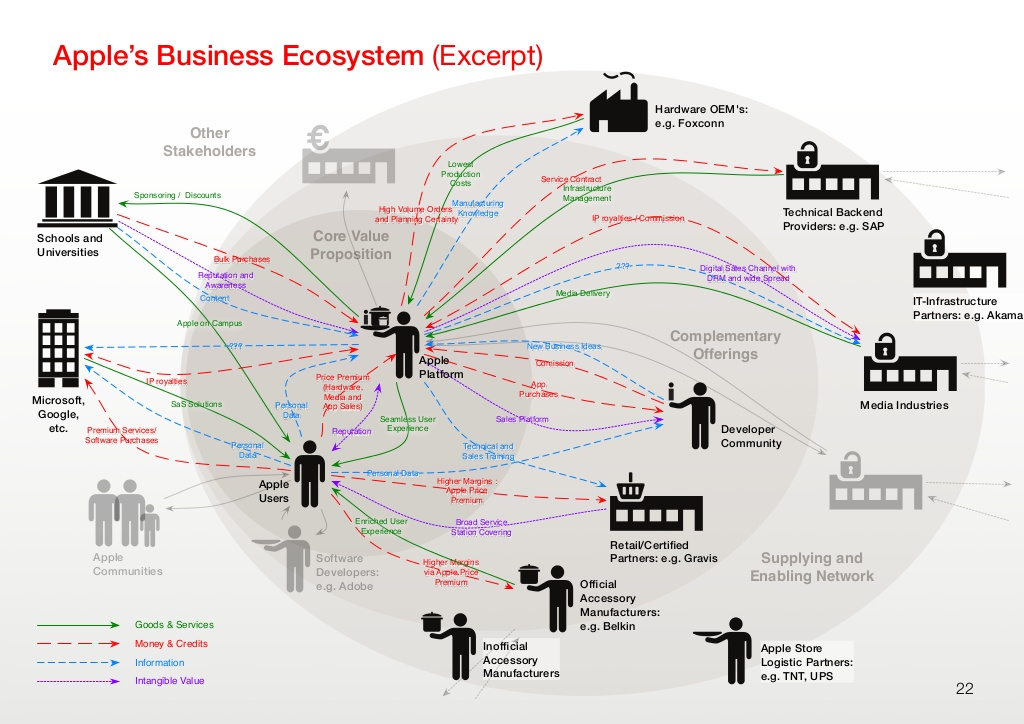 Apple's Business Ecosystem (Excerpt)
Other
Stakeholders
€
Hardware OEM's:
e.g. Foxconn
Lowest
Production
Costs
Service Contract
Infrastructure
Management
Technical Backend
Providers: e.g. SAP
Sponsoring / Discounts
High Volume Orders
and Planning Certainty
Manufacturing
Knowledge
IP royalties /Commission
Schools and
Universities
Core Value
Proposition
Bulk Purchases
Reputation and
Awareness
Content
???
Digital Sales Channel with
DRM and wide Spread
Media Delivery
IT-Infrastructure
Partners: e.g. Akama
Apple on Campus
i
Apple
Platform
???
New Business Ideas
Comission
Complementary
Offerings
Media Industries
Microsoft,
Google,
etc.
IP royalties
SaS Solutions
Price Premium
(Hardware,
Media and
App Sales)
App.
Purchases
i
Personal
Data
Reputation
Seamless User
Experience
Sales Platform
Developer
Community
Premium Services/
Software Purchases
Personal
Data
Technical and
Sales Training
Personal Data
Apple
Users
Higher Margins :
Apple Price
Premium
Enriched User
Experience
Broad Service
Station Covering
Retail/Certified
Partners: e.g. Gravis
Apple
Communities
Software
Developers:
e.g. Adobe
Higher Margins
via Apple Price
Premium
Supplying and
Enabling Network
Official
Accessory
Manufacturers:
e.g. Belkin
Goods & Services
Money & Credits
Information
Intangible Value
Inofficial
Accessory
Manufacturers
Apple Store
Logistic Partners:
e.g. TNT, UPS
22